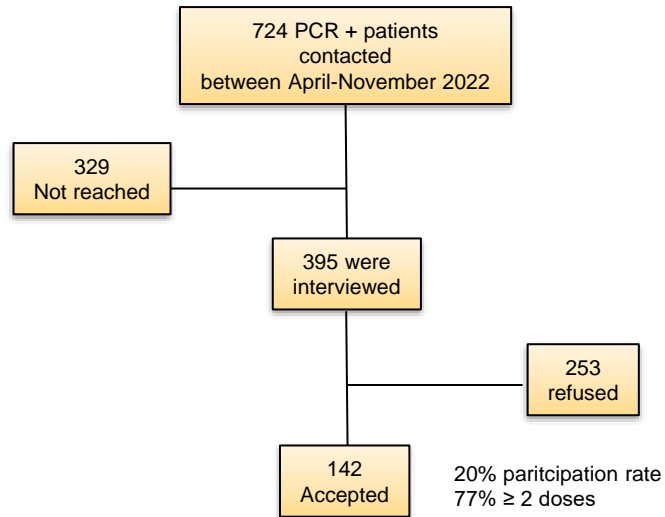 724 PCR + patients
contacted
between April-November 2022
329
Not reached
395 were
interviewed
253
refused
142
Accepted
20% paritcipation rate
77% ≥ 2 doses